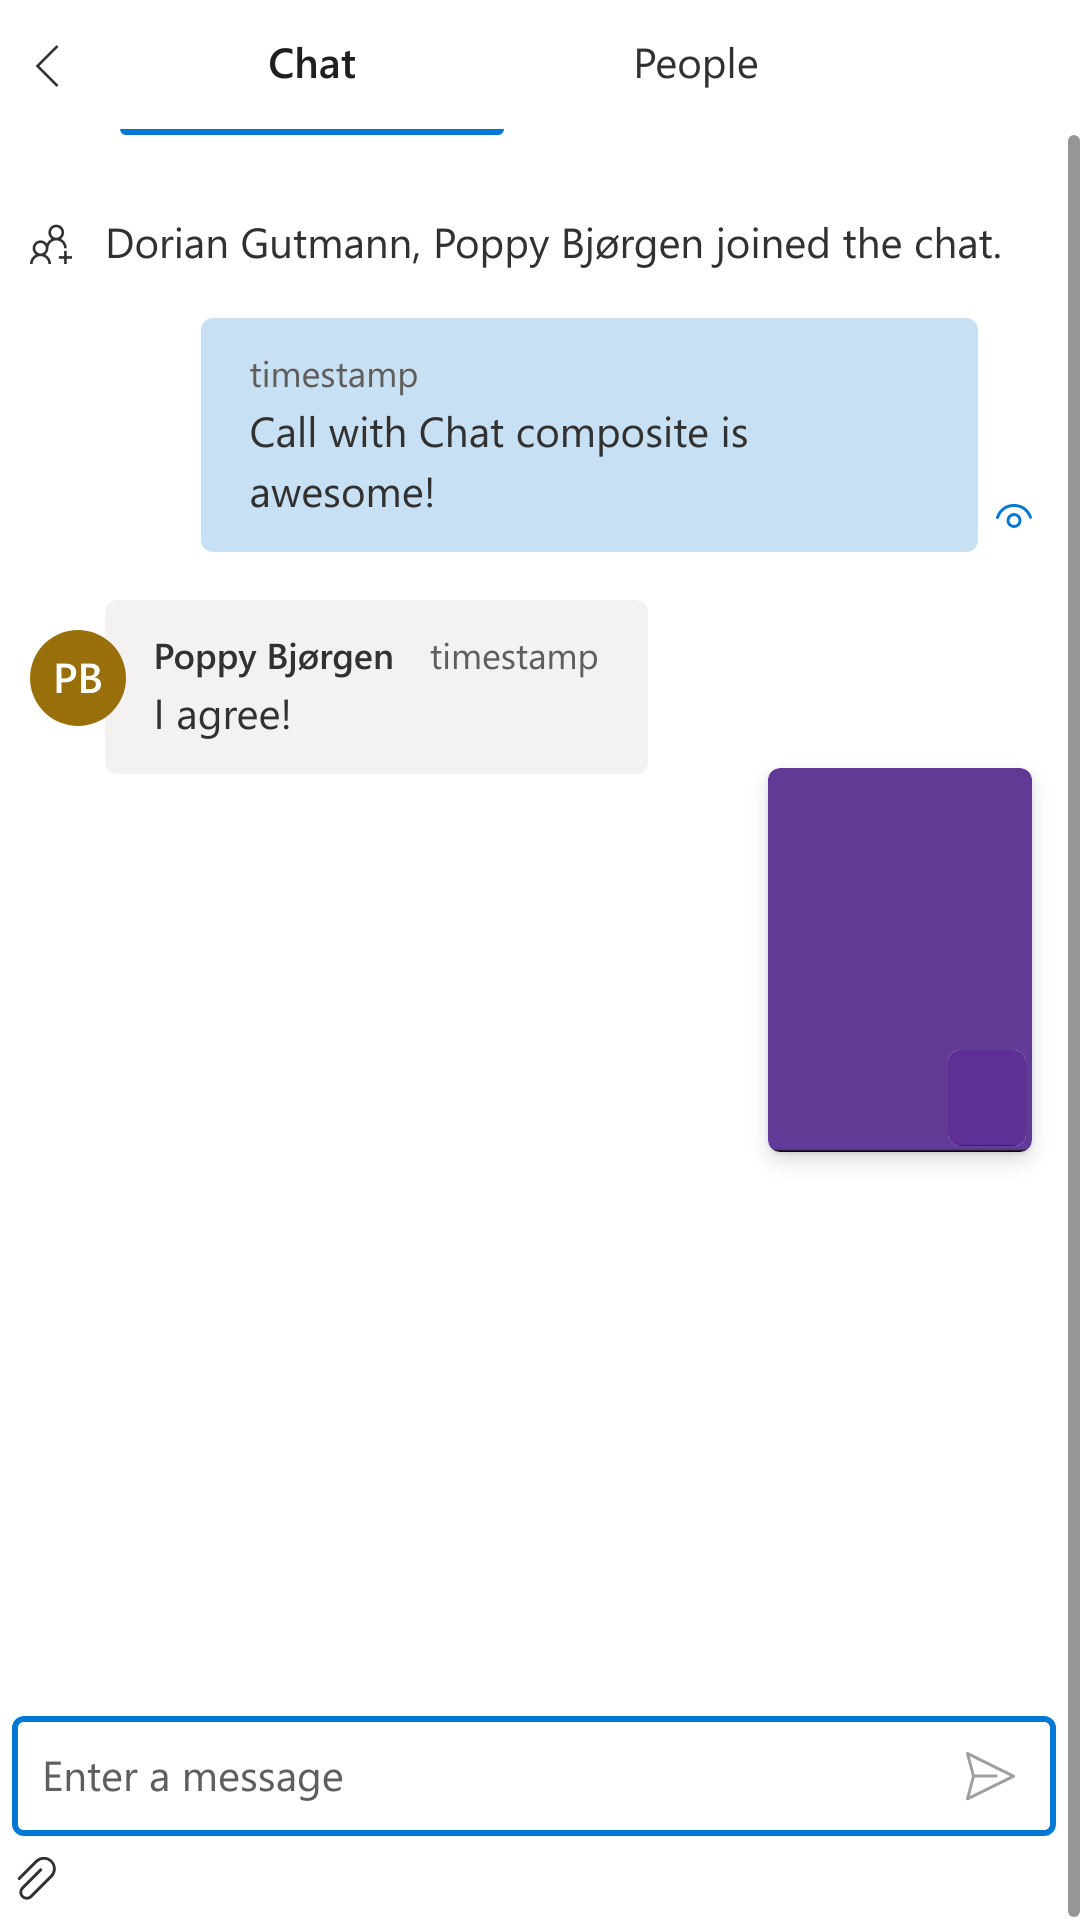 Chat People
Dorian Gutmann, Poppy Bjørgen joined the chat.
timestamp
Call with Chat composite is
awesome!
PB
Poppy Bjørgen timestamp
I agree!
Enter a message